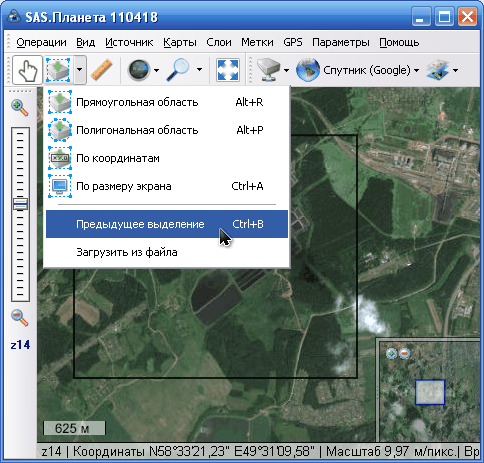 SAS.Планета 110418
Операции Вид Источник Карты Слои Метки GPS Параметры Помощь
Спутник (Google)
Прямоугольная область Alt+R
Полигональная область Alt+P
По координатам
По размеру экрана Ctrl+A
Предыдущее выделение Ctrl+B
Загрузить из файла
z14
625 м
z14 | Координаты N58°33'21,23" E49°31'09,58" | Масштаб 9,97 м/пикс. | Вр